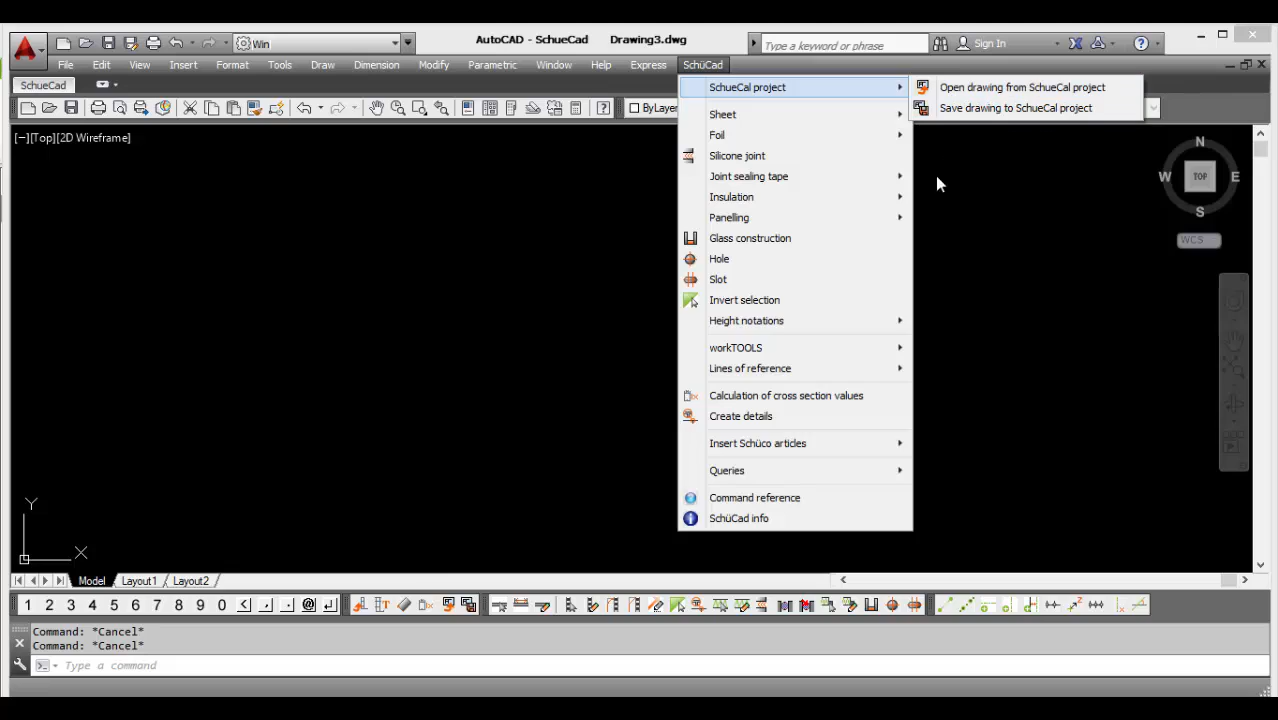 Win
AutoCAD - SchueCad Drawing3.dwg
Type a keyword or phrase
Sign In
File Edit View Insert Format Tools Draw Dimension Modify Parametric Window Help Express SchüCad
SchueCad
ByLayer
[−][Top][2D Wireframe]
SchueCal project
Open drawing from SchueCal project
Save drawing to SchueCal project
Sheet
Foil
Silicone joint
Joint sealing tape
Insulation
Panelling
Glass construction
Hole
Slot
Invert selection
Height notations
workTOOLS
Lines of reference
Calculation of cross section values
Create details
Insert Schüco articles
Queries
Command reference
SchüCad info
N
W TOP E
S
WCS
Y
X
Model Layout1 Layout2
1 2 3 4 5 6 7 8 9 0 < , . @
Command: *Cancel*
Command: *Cancel*
Type a command